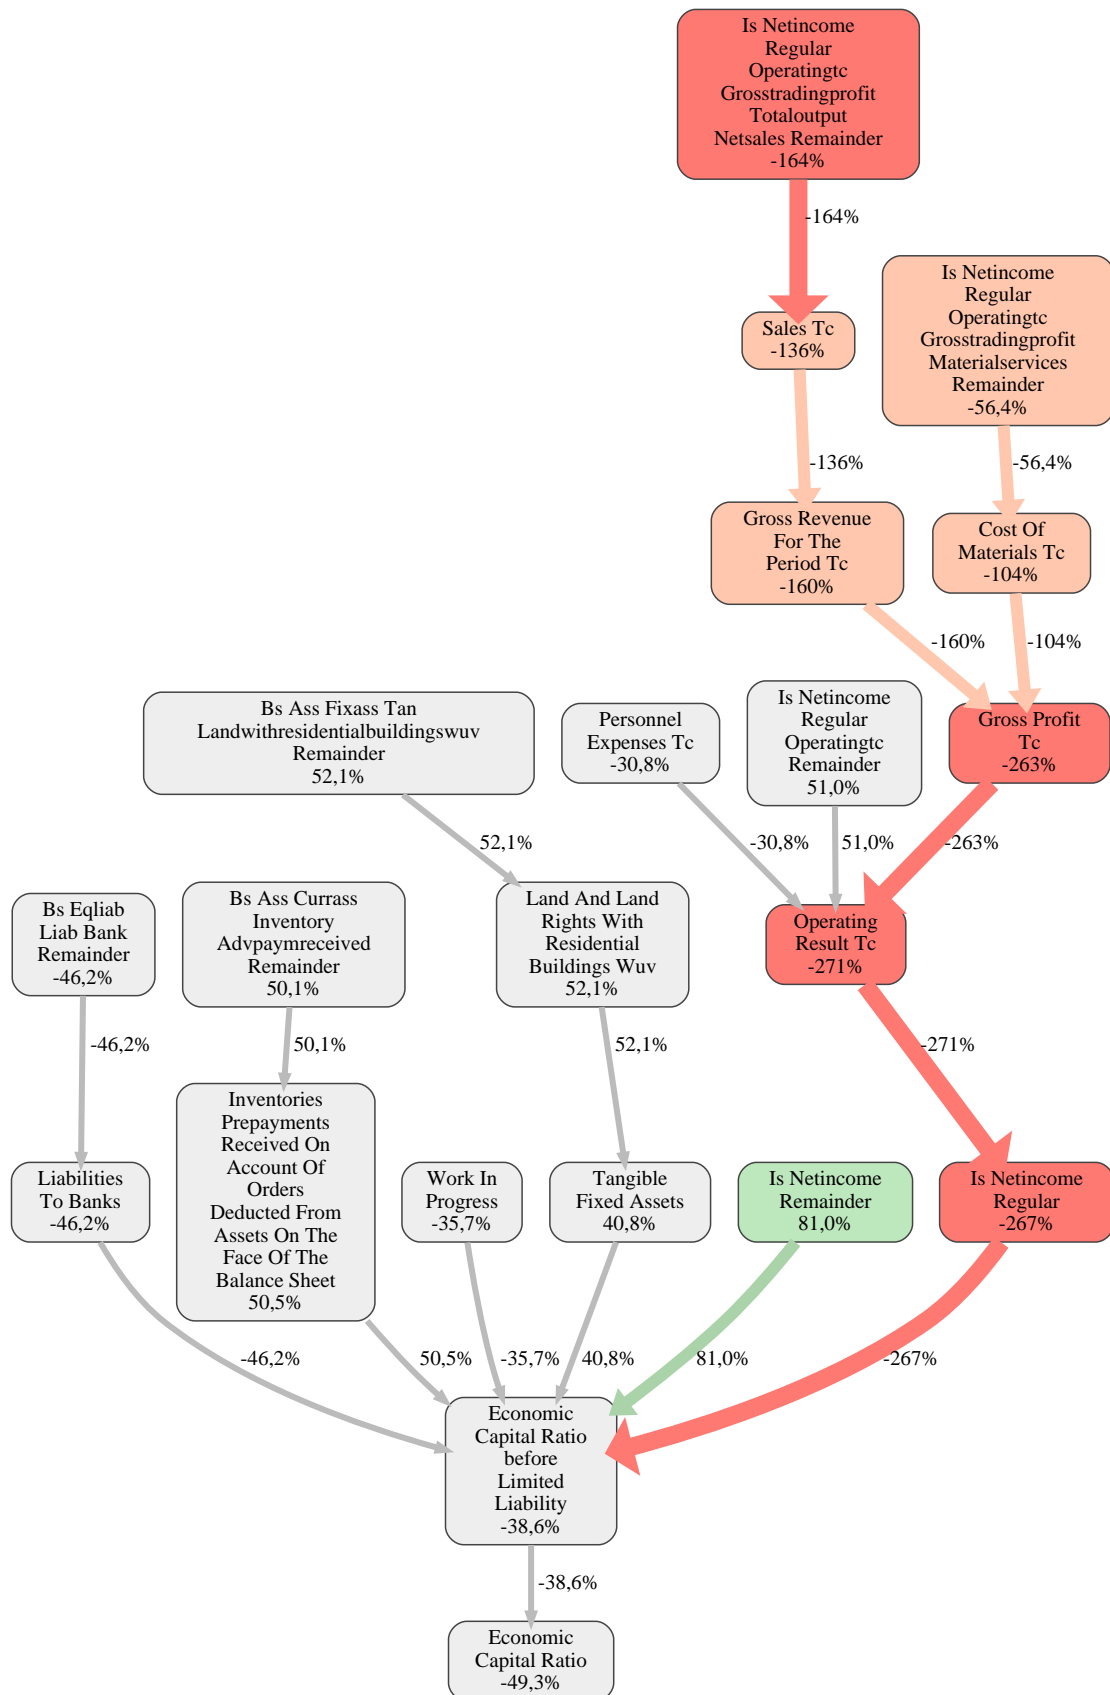 Is Netincome
Regular
Operatingtc
Grosstradingprofit
Totaloutput
Netsales Remainder
-164%
-164%
Is Netincome
Regular
Operatingtc
Grosstradingprofit
Materialservices
Remainder
-56,4%
Sales Tc
-136%
-136%
-56,4%
Gross Revenue
For The
Period Tc
-160%
Cost Of
Materials Tc
-104%
-160%
-104%
Bs Ass Fixass Tan
Landwithresidentialbuildingswuv
Remainder
52,1%
Personnel
Expenses Tc
-30,8%
Is Netincome
Regular
Operatingtc
Remainder
51,0%
Gross Profit
Tc
-263%
52,1%
-30,8%
51,0%
-263%
Bs Eqliab
Liab Bank
Remainder
-46,2%
Bs Ass Currass
Inventory
Advpaymreceived
Remainder
50,1%
Land And Land
Rights With
Residential
Buildings Wuv
52,1%
Operating
Result Tc
-271%
-46,2%
50,1%
52,1%
-271%
Liabilities
To Banks
-46,2%
Inventories
Prepayments
Received On
Account Of
Orders
Deducted From
Assets On The
Face Of The
Balance Sheet
50,5%
Work In
Progress
-35,7%
Tangible
Fixed Assets
40,8%
Is Netincome
Remainder
81,0%
Is Netincome
Regular
-267%
-46,2%
50,5%
-35,7%
40,8%
81,0%
-267%
Economic
Capital Ratio
before
Limited
Liability
-38,6%
-38,6%
Economic
Capital Ratio
-49,3%